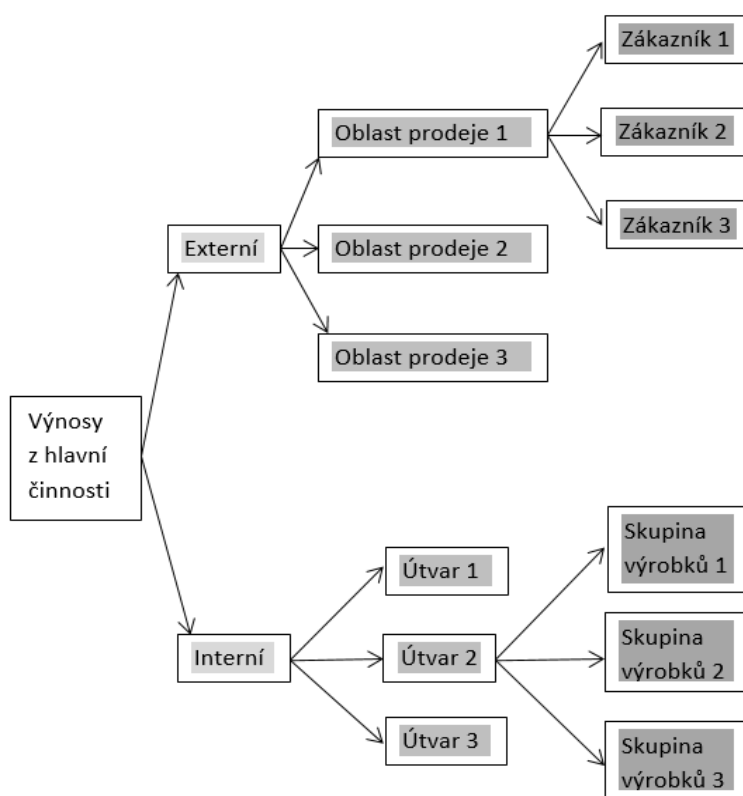 Zákazník 1
Oblast prodeje 1
Zákazník 2
Zákazník 3
Externí
Oblast prodeje 2
Oblast prodeje 3
Výnosy
z hlavní
činnosti
Skupina
výrobků 1
Útvar 1
Interní
Útvar 2
Skupina
výrobků 2
Útvar 3
Skupina
výrobků 3